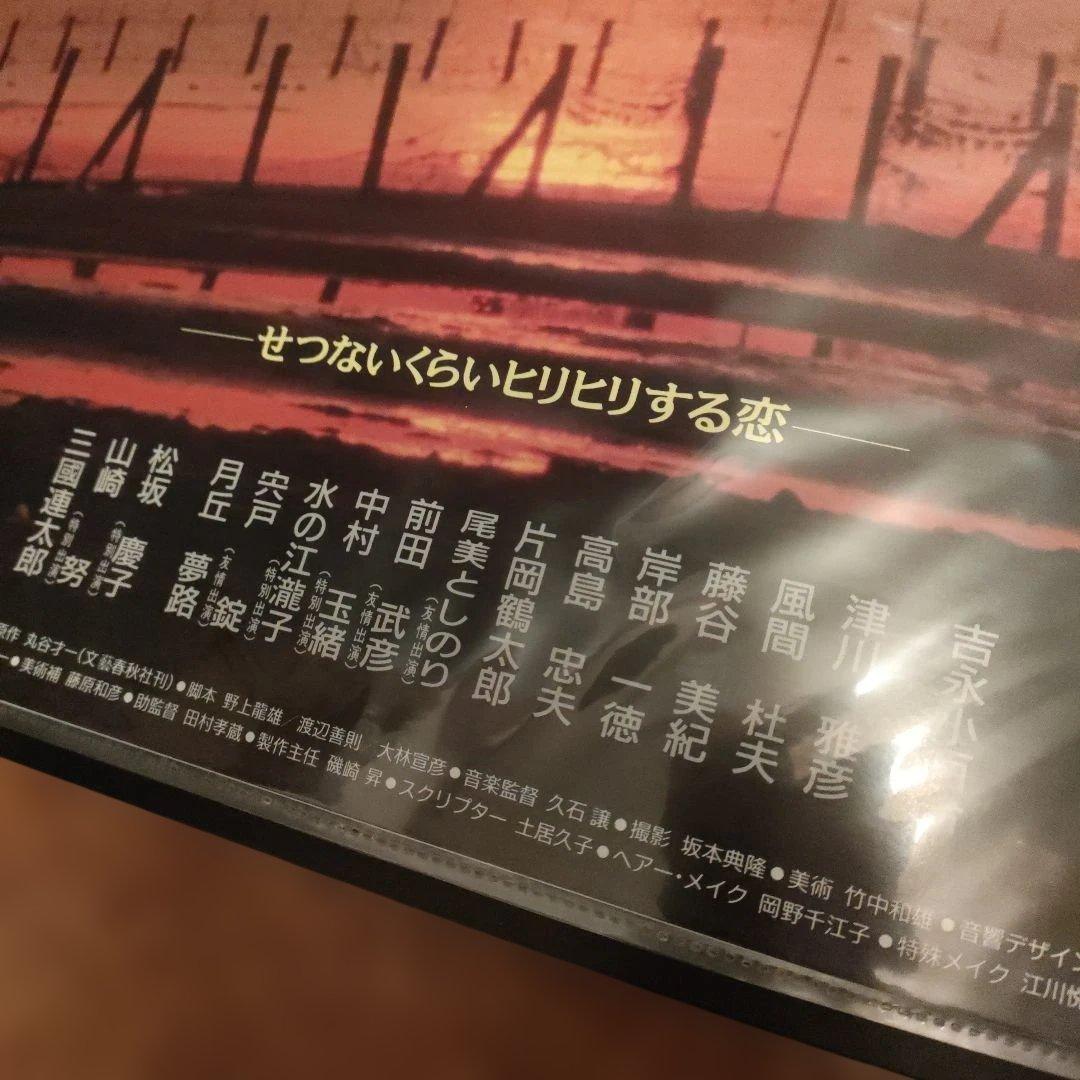 ―せつないくらいヒリヒリする恋―
吉永小百
津川 雅彦
風間 杜夫
藤谷 美紀
岸部 一徳
高島 忠夫
片岡鶴太郎
尾美としのり
前田 武彦(友情出演)
中村 玉緒(友情出演)
水の江瀧子(特別出演)
宍戸 錠(特別出演)
月丘 夢路(友情出演)
松坂 慶子
山崎 努(特別出演)
三國連太郎(特別出演)
原作 丸谷才一(文藝春秋社刊)●脚本 野上龍雄/渡辺善則 大林宣彦●音楽監督 久石 譲●撮影 坂本典隆●美術 竹中和雄●音響デザイン
ー●美術補 藤原和彦●助監督 田村孝蔵●製作主任 磯崎 昇●スクリプター 土居久子●ヘアー・メイク 岡野千江子●特殊メイク 江川悦